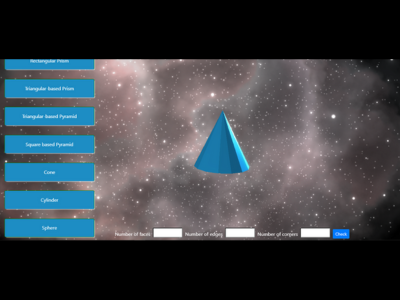 Rectangular Prism
Triangular based Prism
Triangular based Pyramid
Square based Pyramid
Cone
Cylinder
Sphere
Number of faces: Number of edges: Number of corners: Check